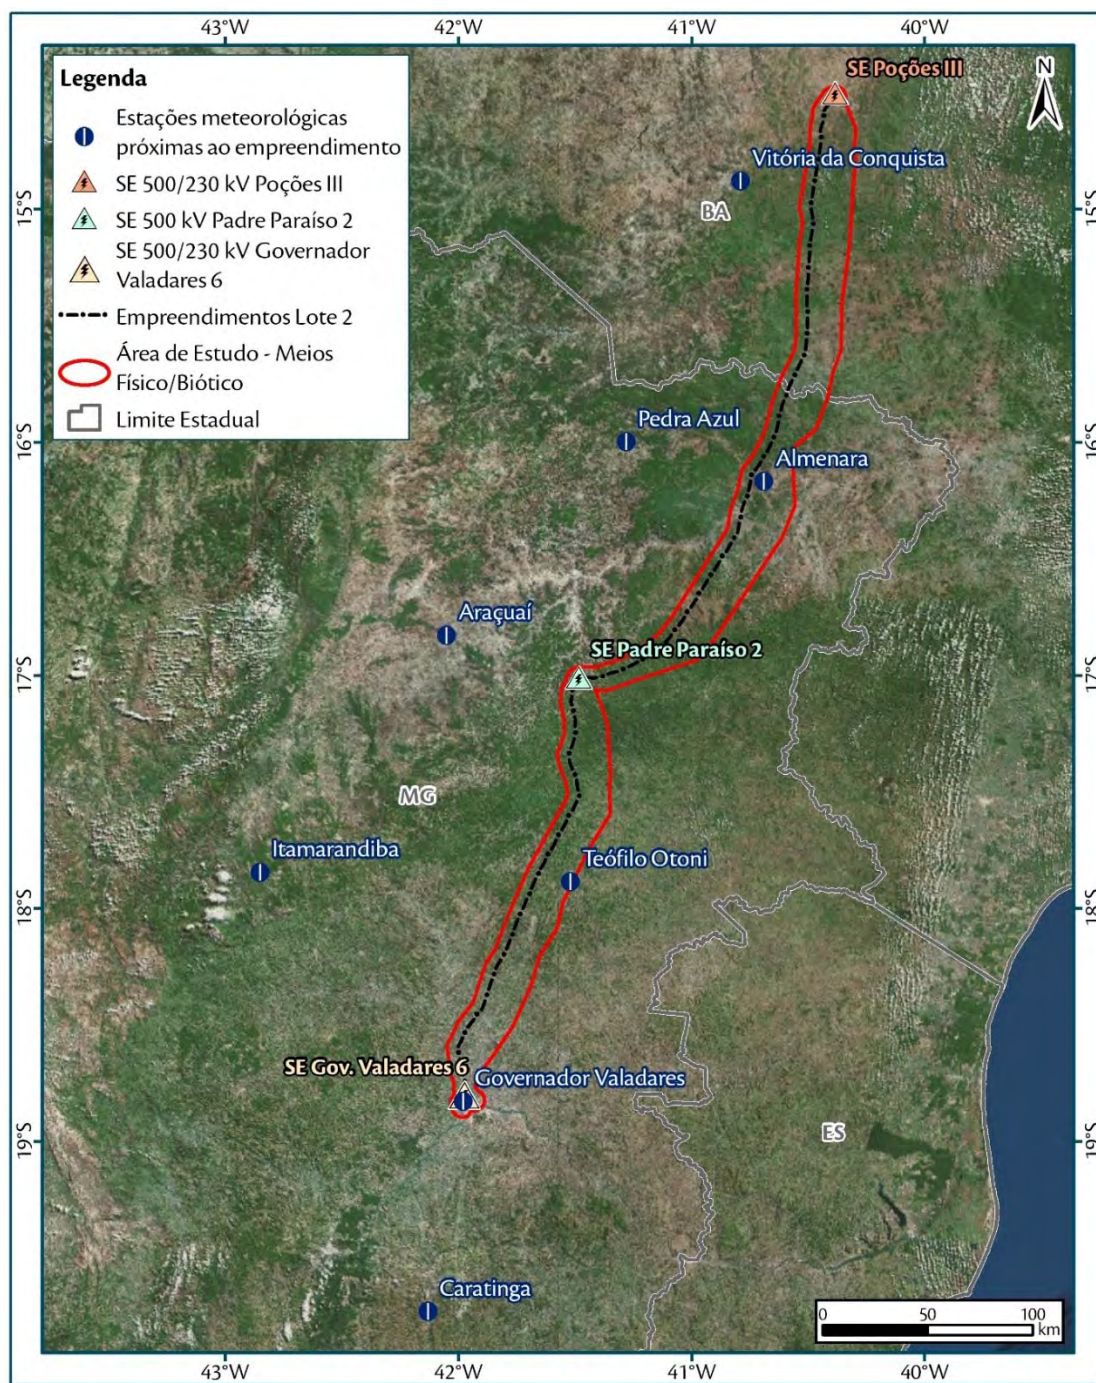 43°W 42°W 41°W 40°W
Legenda
Estações meteorológicas
próximas ao empreendimento
SE 500/230 kV Poções III
SE 500 kV Padre Paraíso 2
SE 500/230 kV Governador
Valadares 6
Empreendimentos Lote 2
Área de Estudo - Meios
Físico/Biótico
Limite Estadual
SE Poções III
N
Vitória da Conquista
BA
15°S 15°S
Pedra Azul
16°S 16°S
Almenara
Araçuaí
SE Padre Paraíso 2
17°S 17°S
MG
Itamarandiba
Teófilo Otoni
18°S 18°S
SE Gov. Valadares 6
Governador Valadares
ES
19°S 19°S
Caratinga
0 50 100
km
43°W 42°W 41°W 40°W